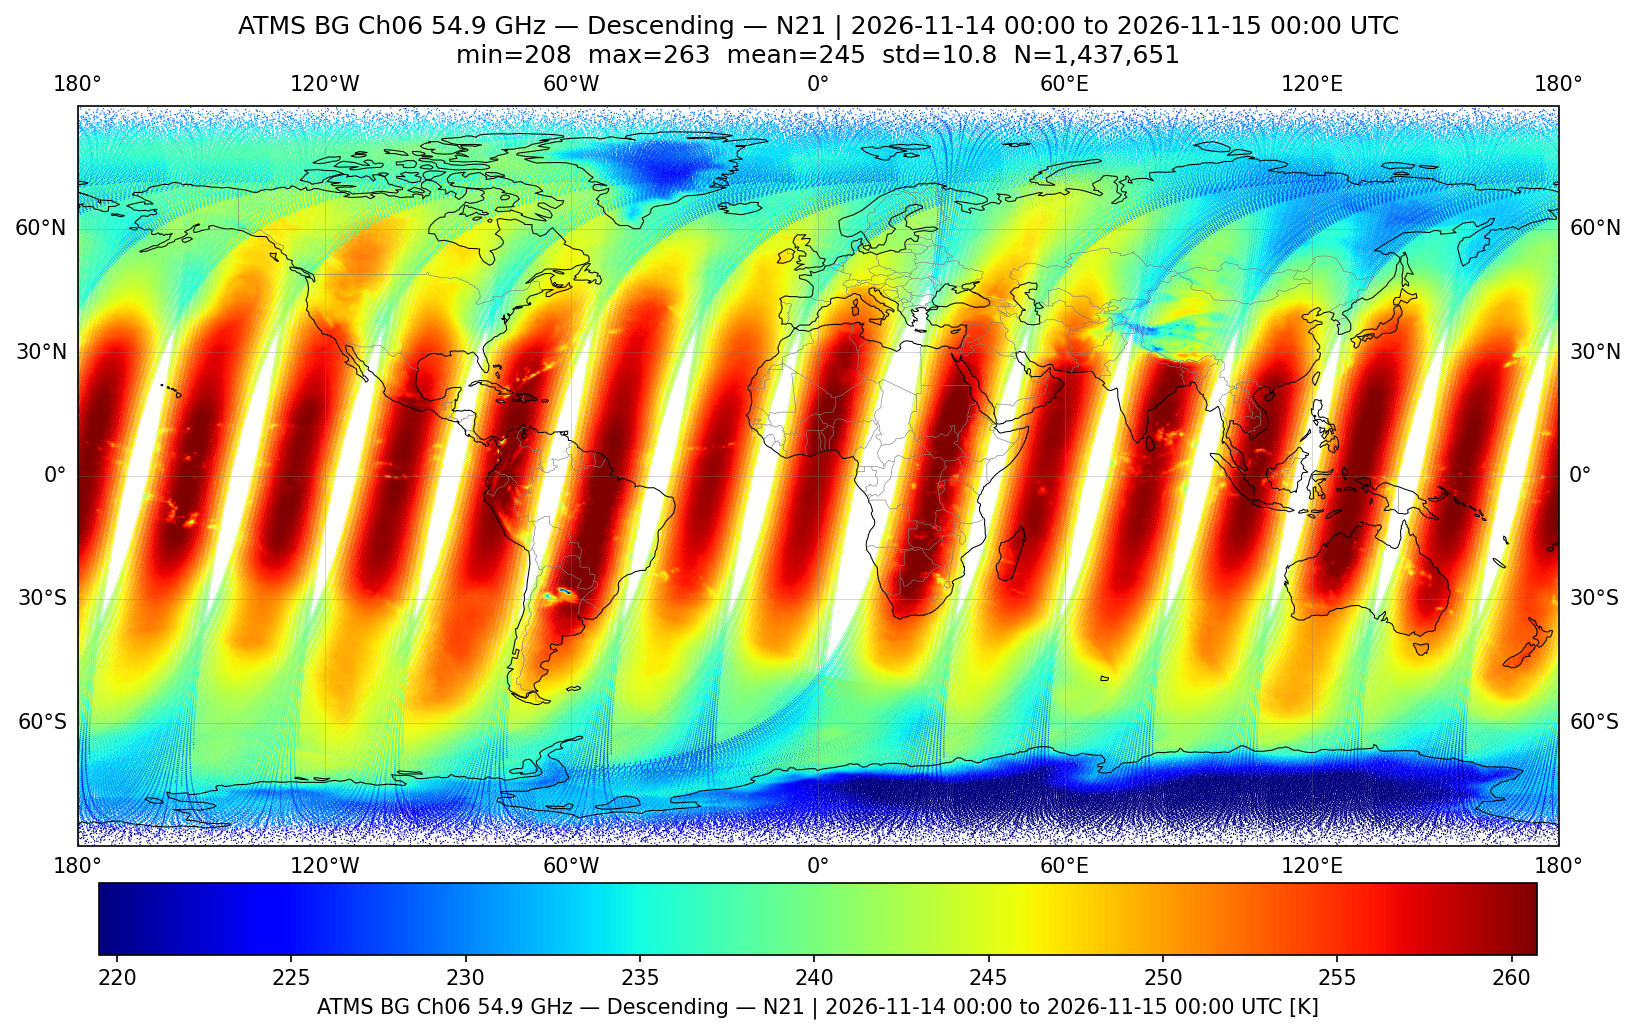 ATMS BG Ch06 54.9 GHz — Descending — N21 | 2026-11-14 00:00 to 2026-11-15 00:00 UTC
min=208 max=263 mean=245 std=10.8 N=1,437,651
180° 120°W 60°W 0° 60°E 120°E 180°
60°N 60°N
30°N 30°N
0° 0°
30°S 30°S
60°S 60°S
180° 120°W 60°W 0° 60°E 120°E 180°
220 225 230 235 240 245 250 255 260
ATMS BG Ch06 54.9 GHz — Descending — N21 | 2026-11-14 00:00 to 2026-11-15 00:00 UTC [K]